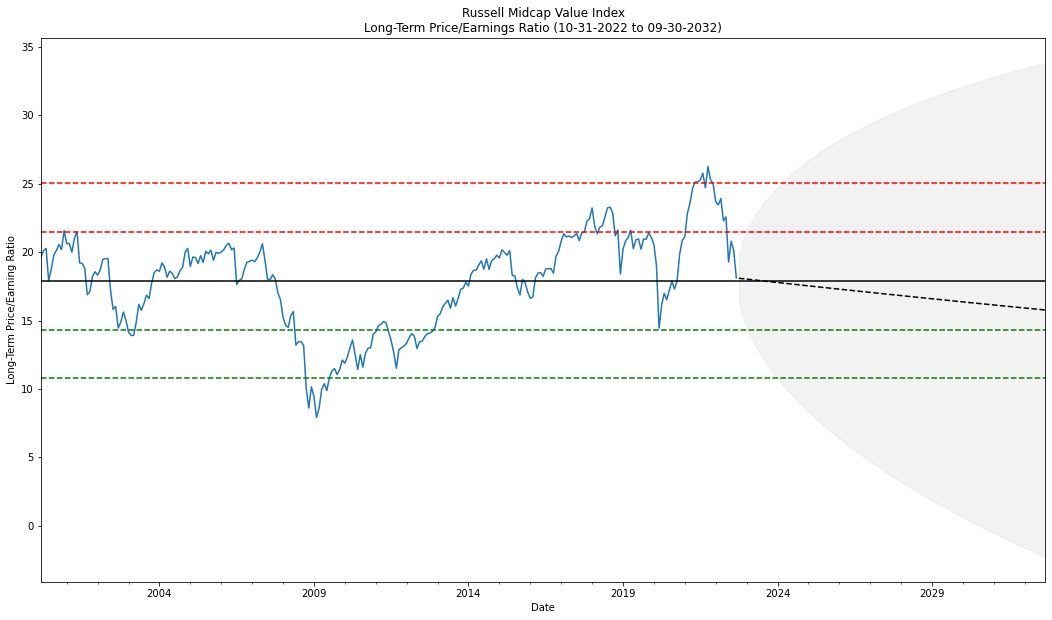 Russell Midcap Value Index
Long-Term Price/Earnings Ratio (10-31-2022 to 09-30-2032)
Long-Term Price/Earning Ratio
35
30
25
20
15
10
5
0
2004 2009 2014 2019 2024 2029
Date